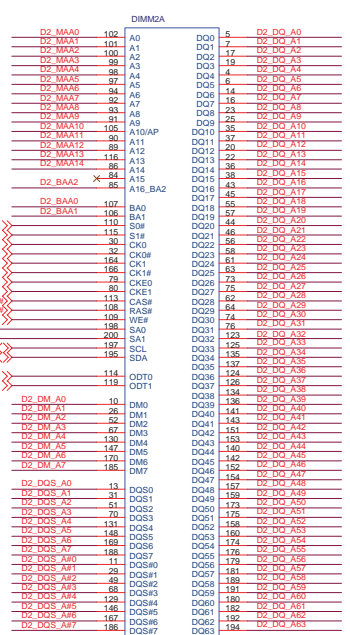 DIMM2A
D2_MAA0 102 A0
D2_MAA1 101 A1
D2_MAA2 100 A2
D2_MAA3 99 A3
D2_MAA4 98 A4
D2_MAA5 97 A5
D2_MAA6 94 A6
D2_MAA7 92 A7
D2_MAA8 93 A8
D2_MAA9 91 A9
D2_MAA10 105 A10/AP
D2_MAA11 90 A11
D2_MAA12 89 A12
D2_MAA13 116 A13
D2_MAA14 86 A14
84 A15
D2_BAA2 85 A16_BA2
D2_BAA0 107 BA0
D2_BAA1 106 BA1
110 S0#
115 S1#
30 CK0
32 CK0#
164 CK1
166 CK1#
79 CKE0
80 CKE1
113 CAS#
108 RAS#
109 WE#
198 SA0
200 SA1
197 SCL
195 SDA
114 ODT0
119 ODT1
D2_DM_A0 10 DM0
D2_DM_A1 26 DM1
D2_DM_A2 52 DM2
D2_DM_A3 67 DM3
D2_DM_A4 130 DM4
D2_DM_A5 147 DM5
D2_DM_A6 170 DM6
D2_DM_A7 185 DM7
D2_DQS_A0 13 DQS0
D2_DQS_A1 31 DQS1
D2_DQS_A2 51 DQS2
D2_DQS_A3 70 DQS3
D2_DQS_A4 131 DQS4
D2_DQS_A5 148 DQS5
D2_DQS_A6 169 DQS6
D2_DQS_A7 188 DQS7
D2_DQS_A#0 11 DQS#0
D2_DQS_A#1 29 DQS#1
D2_DQS_A#2 49 DQS#2
D2_DQS_A#3 68 DQS#3
D2_DQS_A#4 129 DQS#4
D2_DQS_A#5 146 DQS#5
D2_DQS_A#6 167 DQS#6
D2_DQS_A#7 186 DQS#7
DQ0 5 D2_DQ_A0
DQ1 7 D2_DQ_A1
DQ2 17 D2_DQ_A2
DQ3 19 D2_DQ_A3
DQ4 4 D2_DQ_A4
DQ5 6 D2_DQ_A5
DQ6 14 D2_DQ_A6
DQ7 16 D2_DQ_A7
DQ8 23 D2_DQ_A8
DQ9 25 D2_DQ_A9
DQ10 35 D2_DQ_A10
DQ11 37 D2_DQ_A11
DQ12 20 D2_DQ_A12
DQ13 22 D2_DQ_A13
DQ14 36 D2_DQ_A14
DQ15 38 D2_DQ_A15
DQ16 43 D2_DQ_A16
DQ17 45 D2_DQ_A17
DQ18 55 D2_DQ_A18
DQ19 57 D2_DQ_A19
DQ20 44 D2_DQ_A20
DQ21 46 D2_DQ_A21
DQ22 56 D2_DQ_A22
DQ23 58 D2_DQ_A23
DQ24 61 D2_DQ_A24
DQ25 63 D2_DQ_A25
DQ26 73 D2_DQ_A26
DQ27 75 D2_DQ_A27
DQ28 62 D2_DQ_A28
DQ29 64 D2_DQ_A29
DQ30 74 D2_DQ_A30
DQ31 76 D2_DQ_A31
DQ32 123 D2_DQ_A32
DQ33 125 D2_DQ_A33
DQ34 135 D2_DQ_A34
DQ35 137 D2_DQ_A35
DQ36 124 D2_DQ_A36
DQ37 126 D2_DQ_A37
DQ38 134 D2_DQ_A38
DQ39 136 D2_DQ_A39
DQ40 141 D2_DQ_A40
DQ41 143 D2_DQ_A41
DQ42 151 D2_DQ_A42
DQ43 153 D2_DQ_A43
DQ44 140 D2_DQ_A44
DQ45 142 D2_DQ_A45
DQ46 152 D2_DQ_A46
DQ47 154 D2_DQ_A47
DQ48 157 D2_DQ_A48
DQ49 159 D2_DQ_A49
DQ50 173 D2_DQ_A50
DQ51 175 D2_DQ_A51
DQ52 158 D2_DQ_A52
DQ53 160 D2_DQ_A53
DQ54 174 D2_DQ_A54
DQ55 176 D2_DQ_A55
DQ56 179 D2_DQ_A56
DQ57 181 D2_DQ_A57
DQ58 189 D2_DQ_A58
DQ59 191 D2_DQ_A59
DQ60 180 D2_DQ_A60
DQ61 182 D2_DQ_A61
DQ62 192 D2_DQ_A62
DQ63 194 D2_DQ_A63